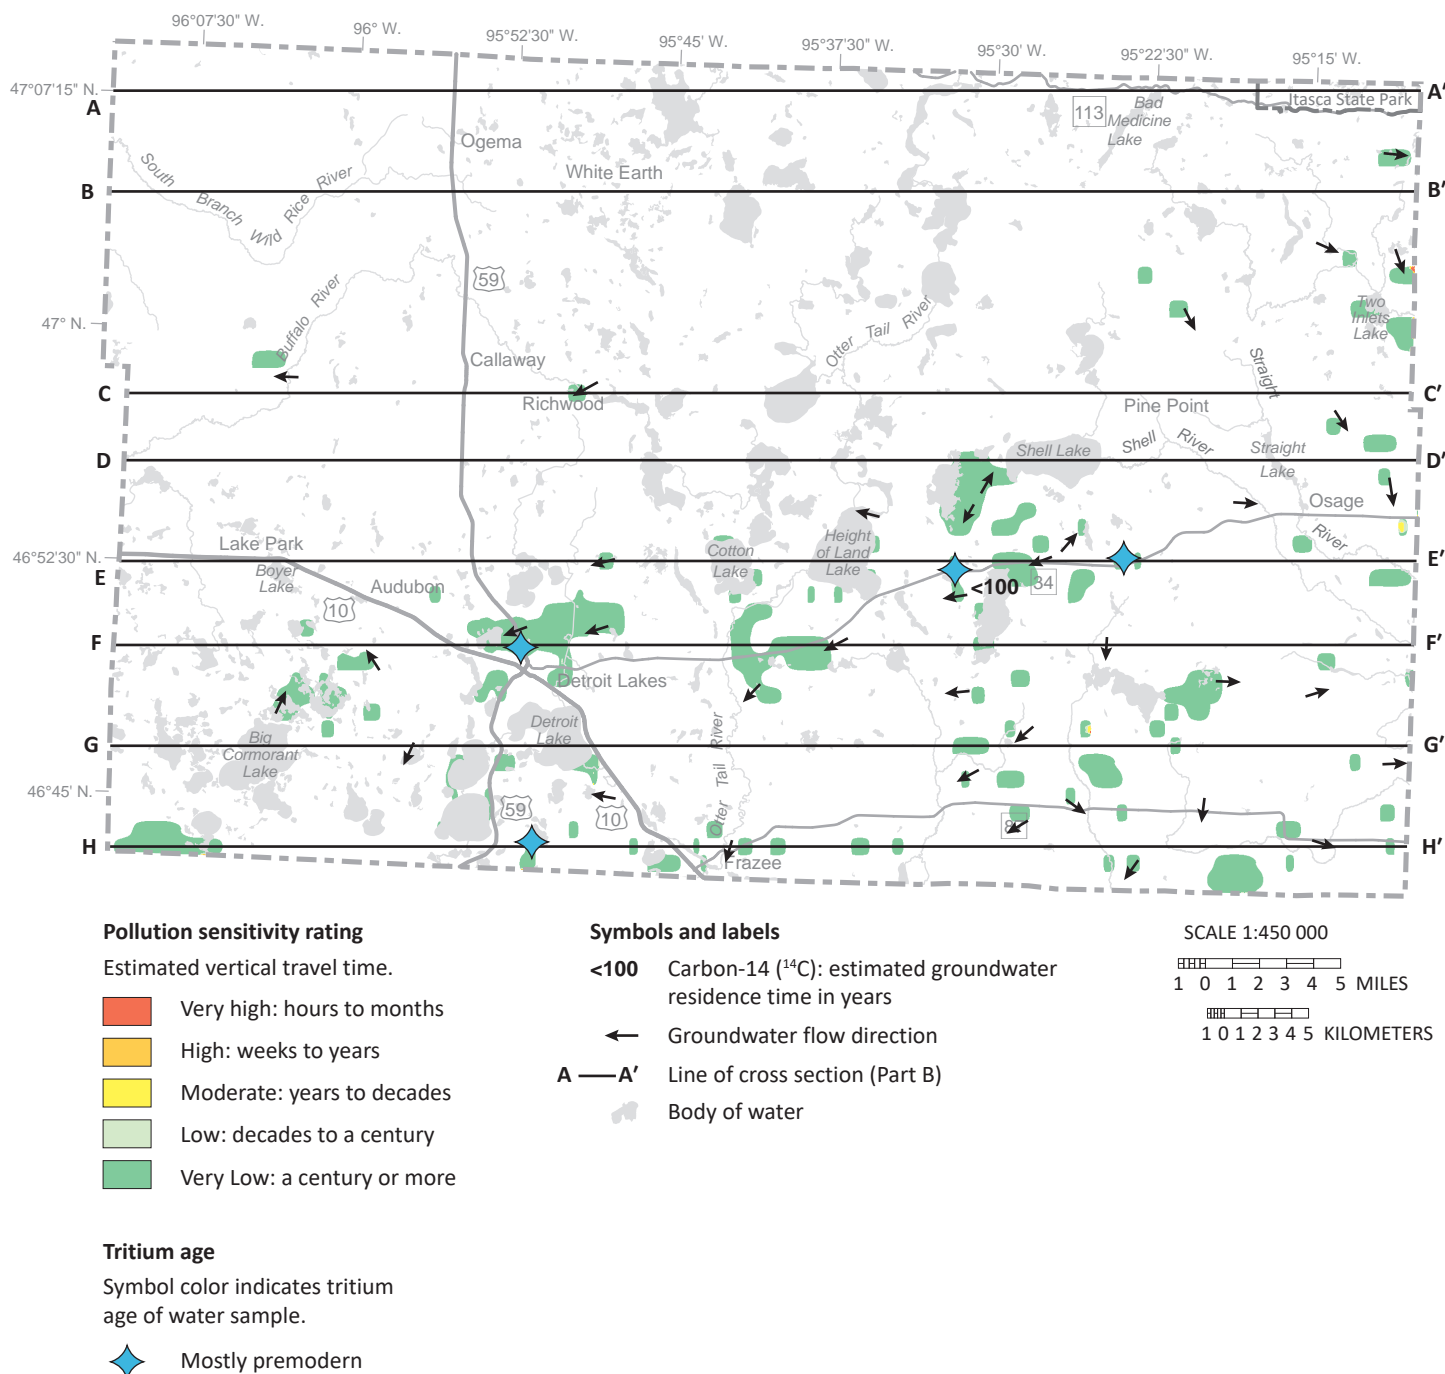 96°07'30" W.
96° W.
95°52'30" W.
95°45' W.
95°37'30" W.
95°30' W.
95°22'30" W.
95°15' W.
47°07'15" N.
A
A'
Itasca State Park
113
Bad
Medicine
Lake
Ogema
South
Branch
Wild
Rice
River
White Earth
B
B'
59
Buffalo
River
Otter
Tail
River
Two
Inlets
Lake
47° N.
Callaway
Straight
C
C'
Richwood
Pine Point
Shell Lake
Shell
River
Straight
Lake
D
D'
Osage
River
Lake Park
Height
of Land
Lake
46°52'30" N.
E
E'
Boyer
Lake
Cotton
Lake
Audubon
<100
34
10
F
F'
Detroit Lakes
Detroit
Lake
Big
Cormorant
Lake
G
G'
Otter
Tail
River
46°45' N.
59
10
H
H'
Frazee
Pollution sensitivity rating
Estimated vertical travel time.
Very high: hours to months
High: weeks to years
Moderate: years to decades
Low: decades to a century
Very Low: a century or more
Tritium age
Symbol color indicates tritium
age of water sample.
Mostly premodern
Symbols and labels
<100 Carbon-14 (¹⁴C): estimated groundwater
residence time in years
Groundwater flow direction
A A' Line of cross section (Part B)
Body of water
SCALE 1:450 000
1 0 1 2 3 4 5 MILES
1 0 1 2 3 4 5 KILOMETERS